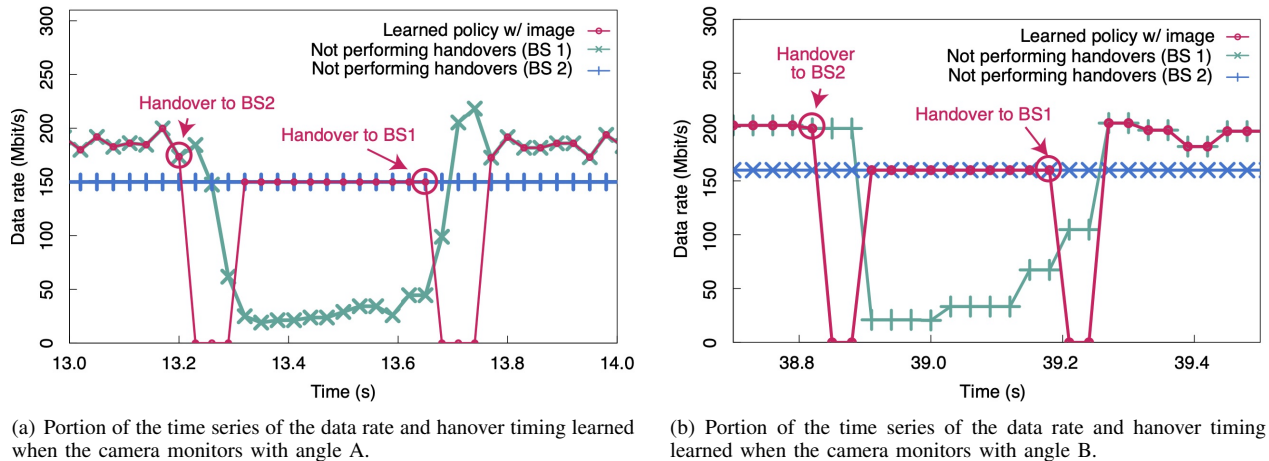 300
250
200
150
100
50
0
Data rate (Mbit/s)
Learned policy w/ image
Not performing handovers (BS 1)
Not performing handovers (BS 2)
Handover to BS2
Handover to BS1
13.0
13.2
13.4
13.6
13.8
14.0
Time (s)
(a) Portion of the time series of the data rate and hanover timing learned
when the camera monitors with angle A.
300
250
200
150
100
50
0
Data rate (Mbit/s)
Learned policy w/ image
Not performing handovers (BS 1)
Not performing handovers (BS 2)
Handover
to BS2
Handover to BS1
38.8
39.0
39.2
39.4
Time (s)
(b) Portion of the time series of the data rate and hanover timing
learned when the camera monitors with angle B.